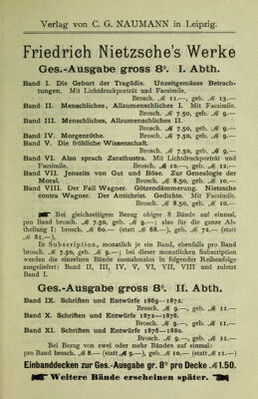 Verlag von C. G. NAUMANN in Leipzig.
Friedrich Nietzsche's Werke
Ges.-Ausgabe gross 8º. I. Abth.
Band I. Die Geburt der Tragödie. Unzeitgemässe Betrach-
tungen. Mit Lichtdruckporträt und Facsimile.
Brosch. ℳ 11.—, geb. ℳ 13.—
Band II. Menschliches, Allzumenschliches I. Mit Facsimile.
Brosch. ℳ 7.50, geb. ℳ 9.—
Band III. Menschliches, Allzumenschliches II.
Brosch. ℳ 7.50, geb. ℳ 9.—
Band IV. Morgenröthe. Brosch. ℳ 7.50, geb. ℳ 9.—
Band V. Die fröhliche Wissenschaft.
Brosch. ℳ 7.50, geb. ℳ 9.—
Band VI. Also sprach Zarathustra. Mit Lichtdruckporträt und
Facsimile. Brosch. ℳ 10.—, geb. ℳ 12.—
Band VII. Jenseits von Gut und Böse. Zur Genealogie der
Moral. Brosch. ℳ 8.50, geb. ℳ 10.—
Band VIII. Der Fall Wagner. Götzendämmerung. Nietzsche
contra Wagner. Der Antichrist. Gedichte. Mit Facsimile.
Brosch. ℳ 8.50, geb. ℳ 10.—
Bei gleichzeitigem Bezug obiger 8 Bände auf einmal,
pro Band brosch. ℳ 7.50, geb. ℳ 9.—; also für die ganze Ab-
theilung I: brosch. ℳ 60.— (statt ℳ 68.—), geb. ℳ 72.— (statt
ℳ 81.—).
In Subscription, monatlich je ein Band, ebenfalls pro Band
brosch. ℳ 7.50, geb. ℳ 9.—; bei dieser monatlichen Subscription
werden die einzelnen Bände zunächst in folgender Reihenfolge
ausgeliefert: Band II, III, IV, V, VI, VII, VIII und zuletzt
Band I.
Ges.-Ausgabe gross 8º. II. Abth.
Band IX. Schriften und Entwürfe 1869—1872.
Brosch. ℳ 9.—, geb. ℳ 11.—
Band X. Schriften und Entwürfe 1872—1876.
Brosch. ℳ 9.—, geb. ℳ 11.—
Band XI. Schriften und Entwürfe 1876—1880.
Brosch. ℳ 9.—, geb. ℳ 11.—
Bei Bezug von zwei oder mehr Bänden auf einmal:
pro Band brosch. ℳ 8.— (statt ℳ 9.—), geb. ℳ 10.— (statt ℳ 11.—)
Einbanddecken zur Ges.-Ausgabe gr. 8º pro Decke ℳ 1.50.
Weitere Bände erscheinen später.